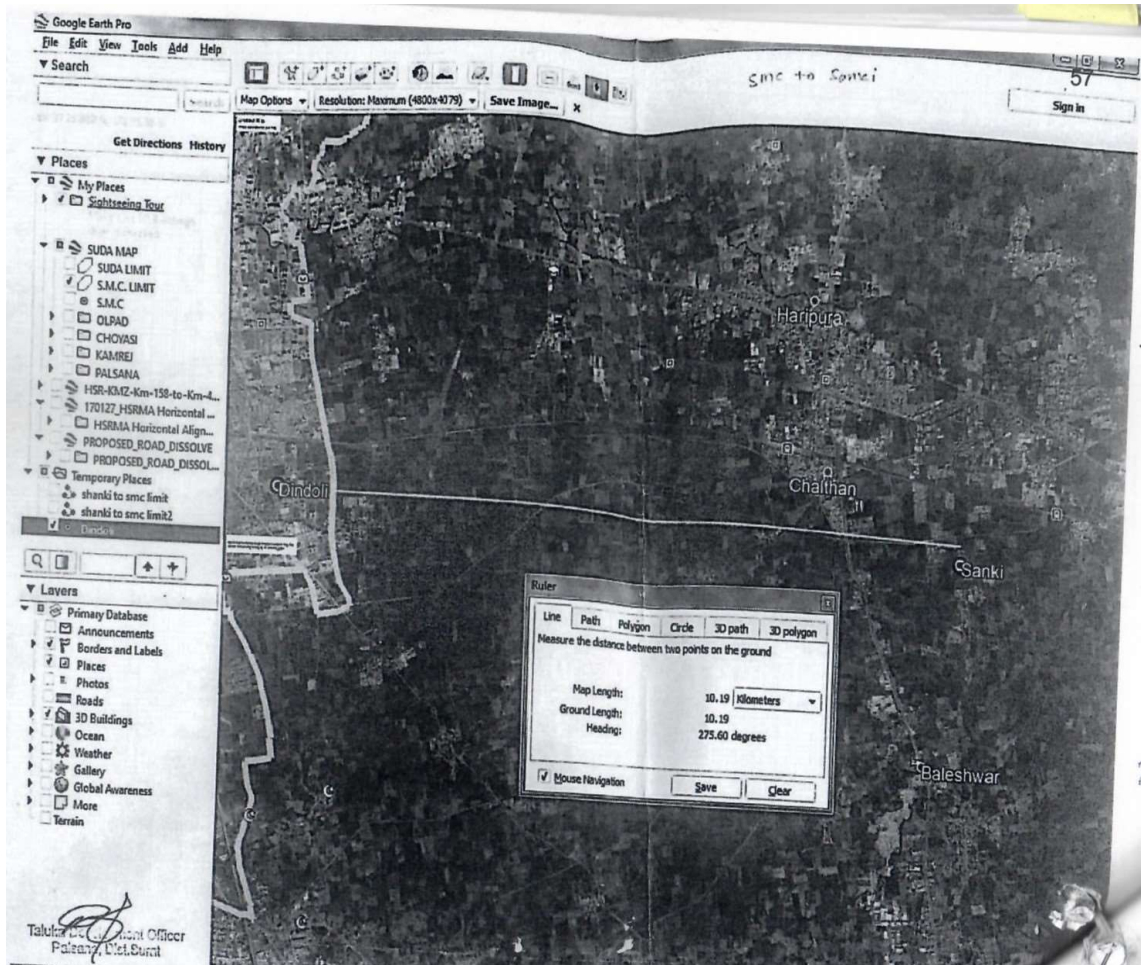 Google Earth Pro
File Edit View Tools Add Help
▼ Search
Search
Get Directions History
▼ Places
My Places
Sightseeing Tour
SUDA MAP
SUDA LIMIT
S.M.C. LIMIT
S.M.C
OLPAD
CHOYASI
KAMREJ
PALSANA
HSR-KMZ-Km-158-to-Km-4...
170127_HSRMA Horizontal ...
HSRMA Horizontal Align...
PROPOSED_ROAD_DISSOLVE
PROPOSED_ROAD_DISSOL...
Temporary Places
shanki to smc limit
shanki to smc limit2
Dindoli
▼ Layers
Primary Database
Announcements
Borders and Labels
Places
Photos
Roads
3D Buildings
Ocean
Weather
Gallery
Global Awareness
More
Terrain
Taluka Development Officer
Palsana, Dist.Surat
smc to Sanki
57
Sign in
Map Options Resolution: Maximum (4800x4079) Save Image... x
Haripura
Dindoli
Chalthan
Sanki
Baleshwar
Ruler
Line Path Polygon Circle 3D path 3D polygon
Measure the distance between two points on the ground
Map Length: 10.19 Kilometers
Ground Length: 10.19
Heading: 275.60 degrees
Mouse Navigation Save Clear